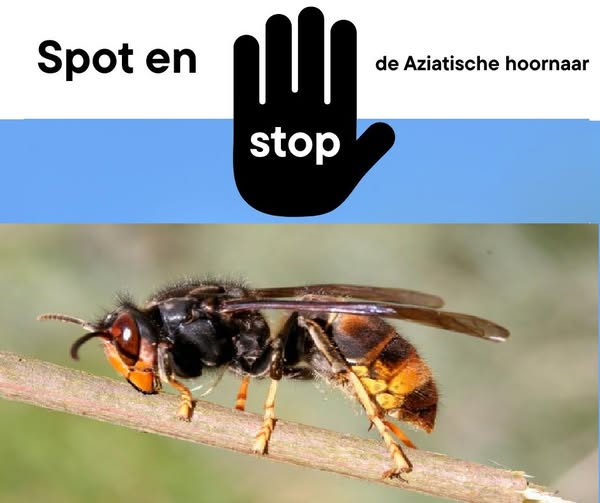 Spot en
stop
de Aziatische hoornaar